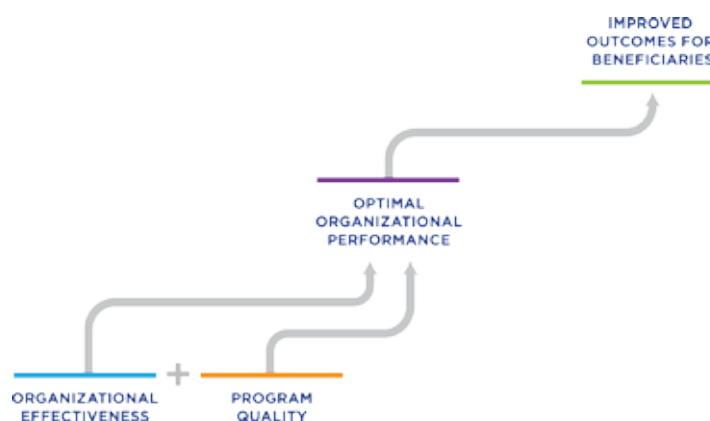 IMPROVED
OUTCOMES FOR
BENEFICIARIES
OPTIMAL
ORGANIZATIONAL
PERFORMANCE
+
ORGANIZATIONAL
EFFECTIVENESS
PROGRAM
QUALITY